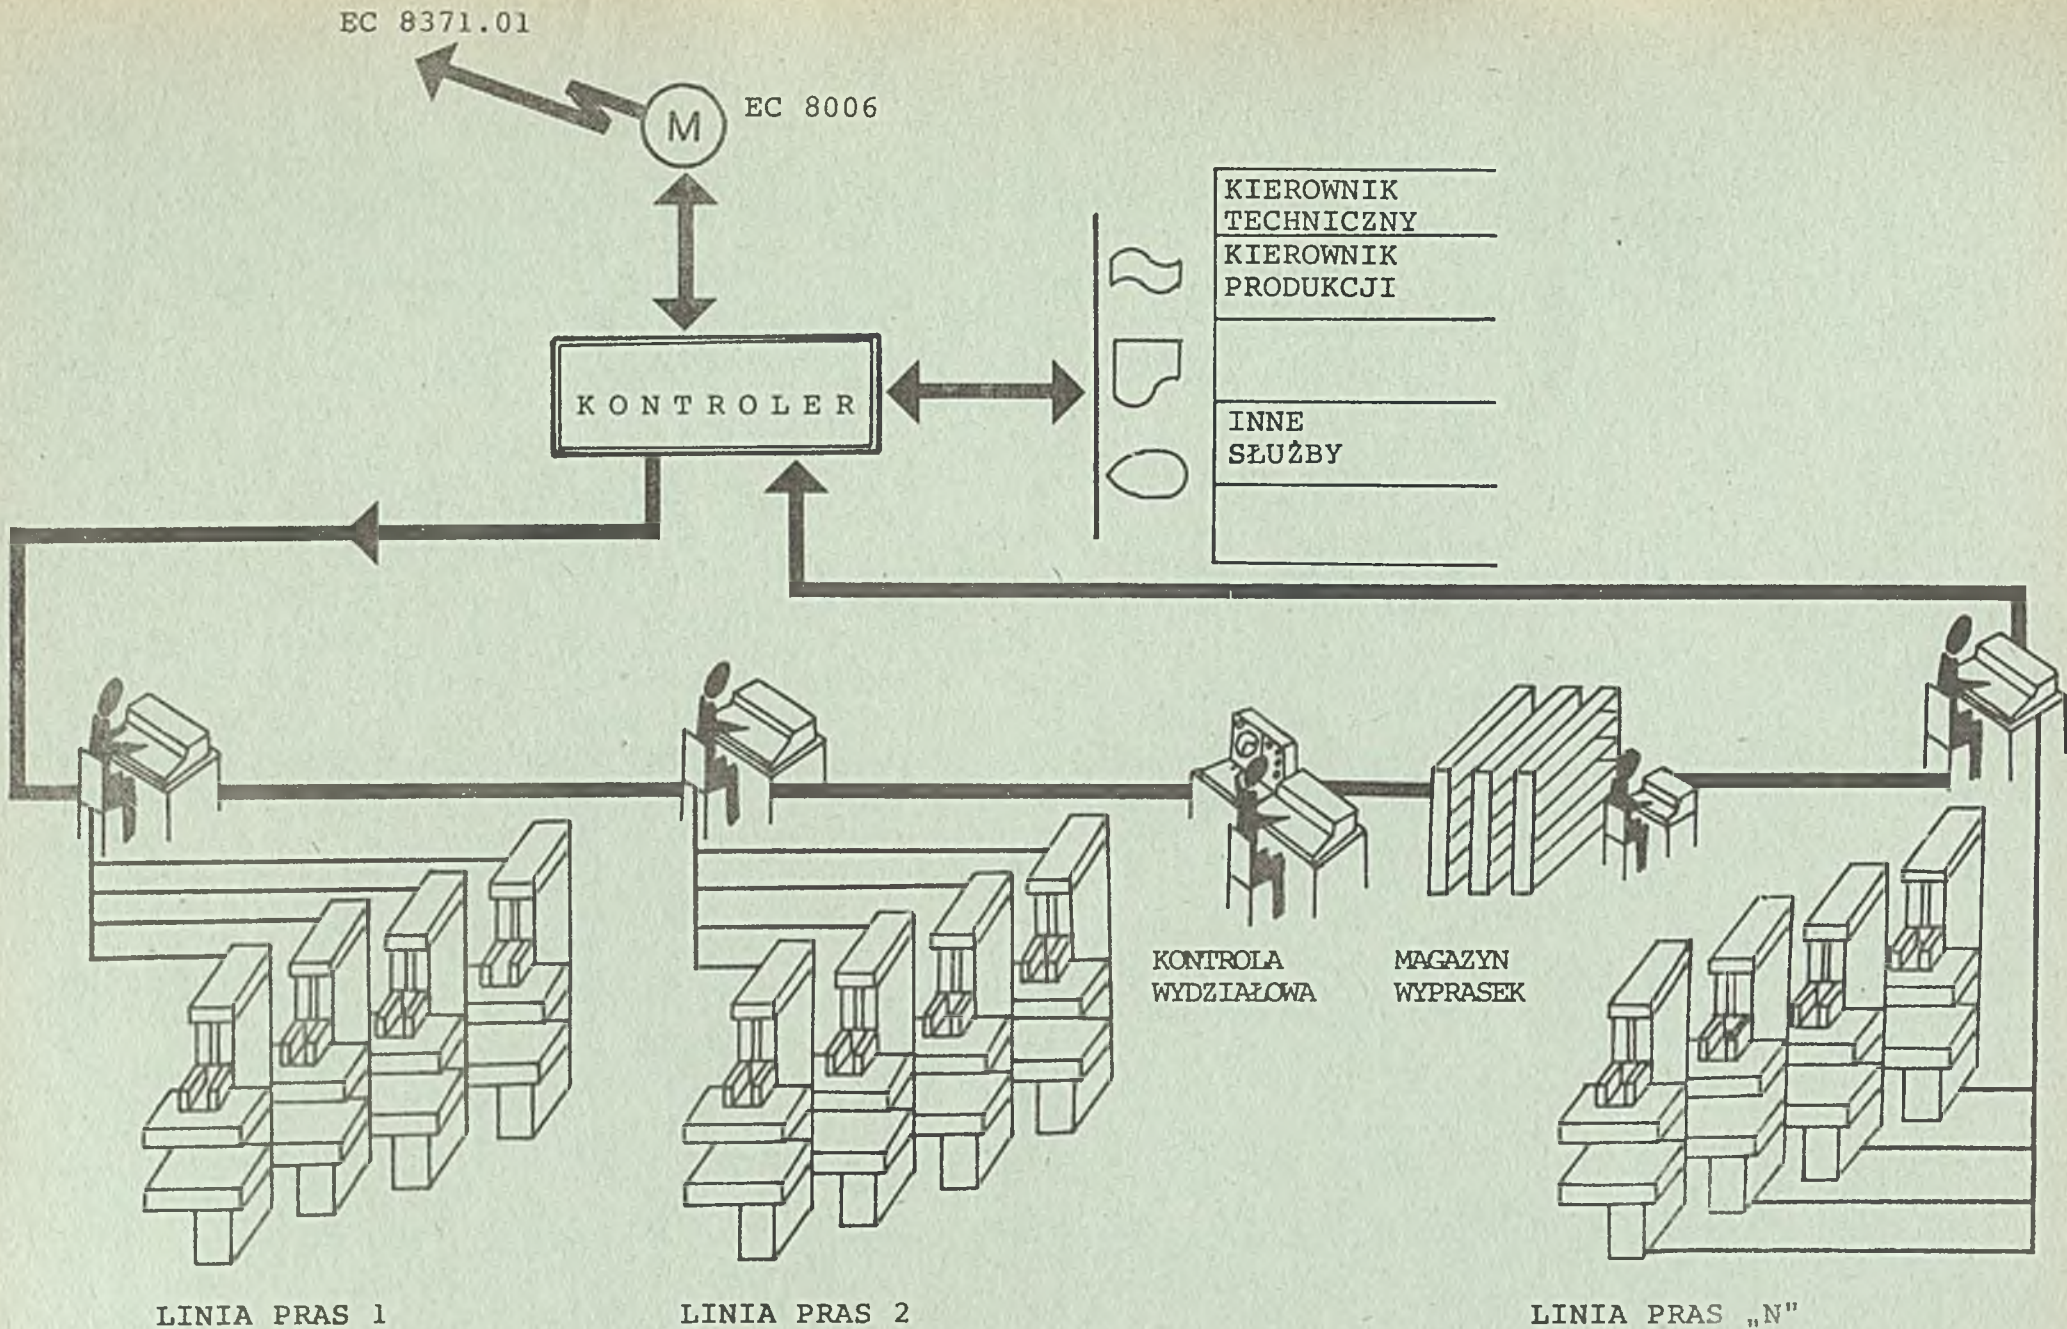 EC 8371.01
M
EC 8006
KIEROWNIK
TECHNICZNY
KIEROWNIK
PRODUKCJI
KONTROLER
INNE
SŁUŻBY
KONTROLA
WYDZIAŁOWA
MAGAZYN
WYPRASEK
LINIA PRAS 1
LINIA PRAS 2
LINIA PRAS „N"